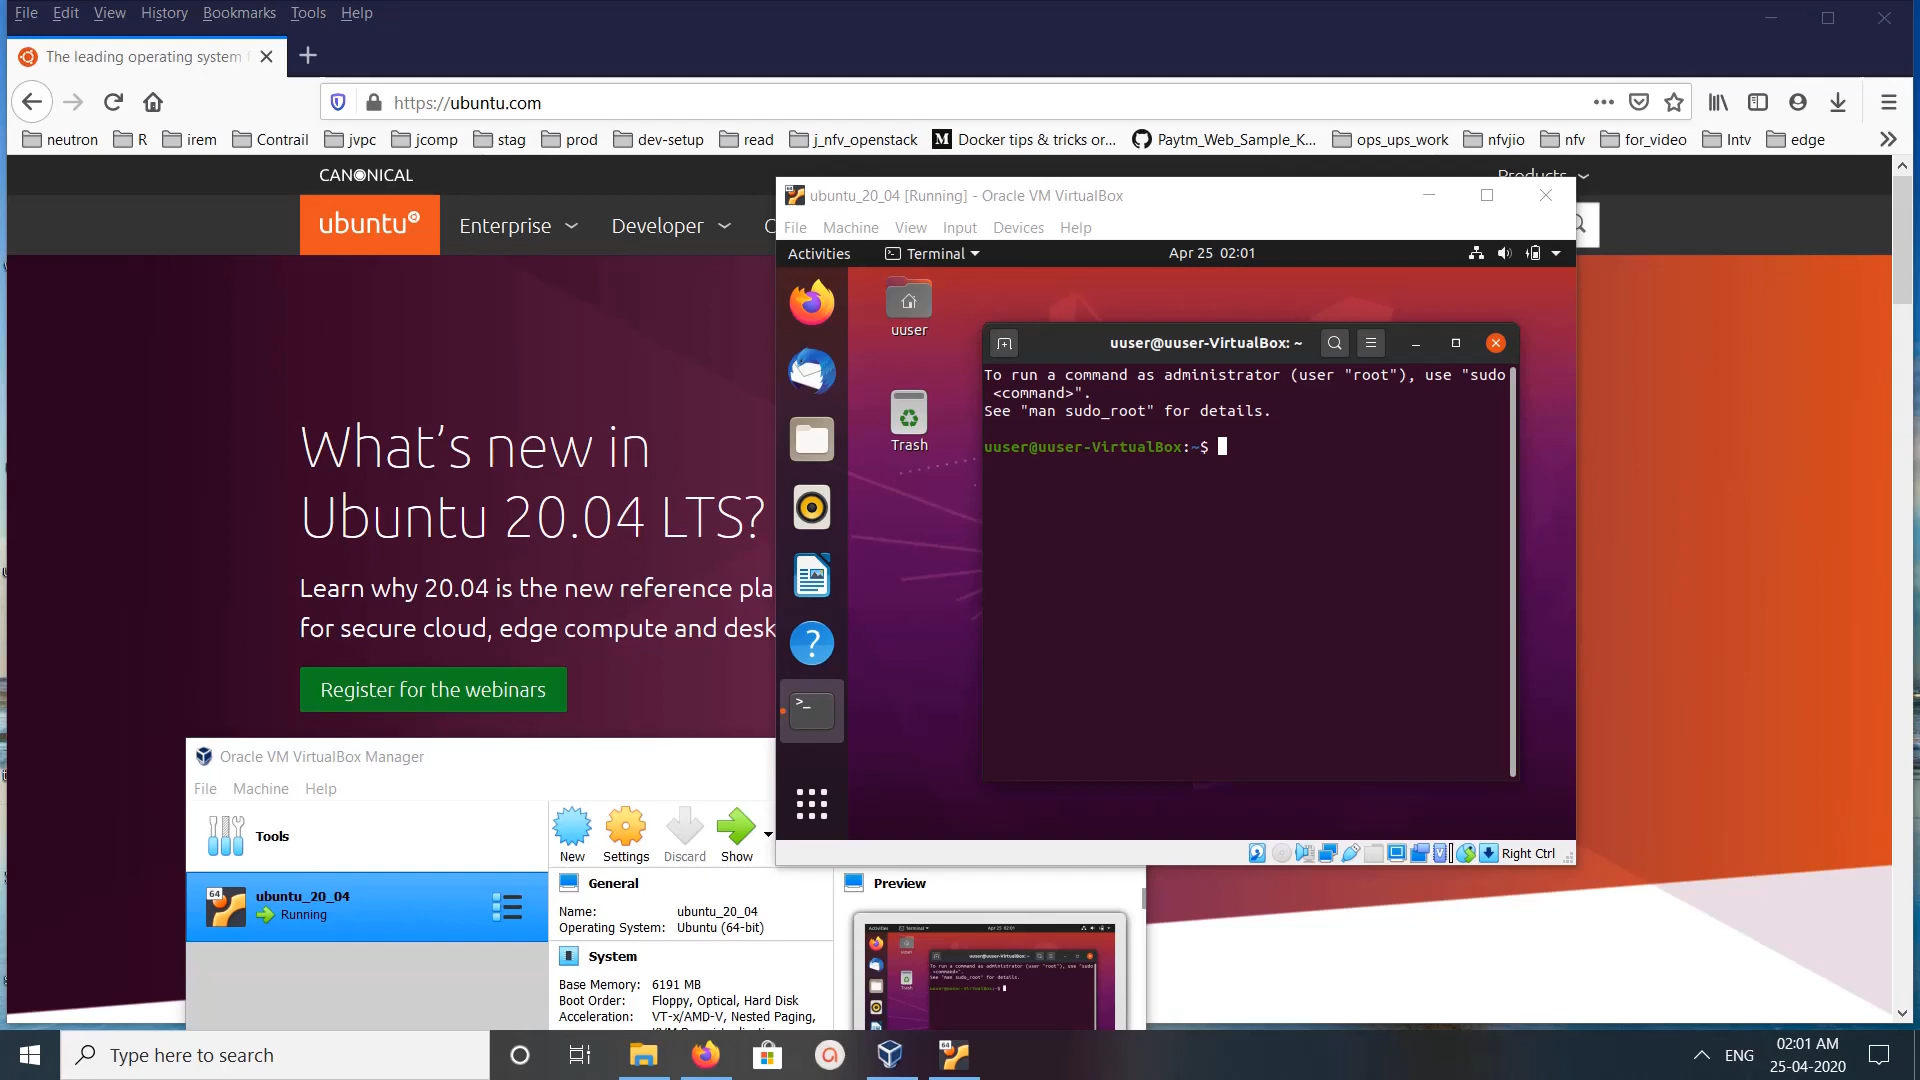 File Edit View History Bookmarks Tools Help
The leading operating system f
https://ubuntu.com
neutron R irem Contrail jvpc jcomp stag prod dev-setup read j_nfv_openstack Docker tips & tricks or... Paytm_Web_Sample_K... ops_ups_work nfvjio nfv for_video Intv edge
CANONICAL
Products
ubuntu
Enterprise Developer
What's new in
Ubuntu 20.04 LTS?
Learn why 20.04 is the new reference pla
for secure cloud, edge compute and desk
Register for the webinars
ubuntu_20_04 [Running] - Oracle VM VirtualBox
File Machine View Input Devices Help
Activities Terminal Apr 25 02:01
uuser
Trash
uuser@uuser-VirtualBox: ~
To run a command as administrator (user "root"), use "sudo
<command>".
See "man sudo_root" for details.
uuser@uuser-VirtualBox:~$
Right Ctrl
Oracle VM VirtualBox Manager
File Machine Help
Tools
New Settings Discard Show
64
ubuntu_20_04
Running
General
Name: ubuntu_20_04
Operating System: Ubuntu (64-bit)
System
Base Memory: 6191 MB
Boot Order: Floppy, Optical, Hard Disk
Acceleration: VT-x/AMD-V, Nested Paging,
Preview
Type here to search
64
ENG
02:01 AM
25-04-2020